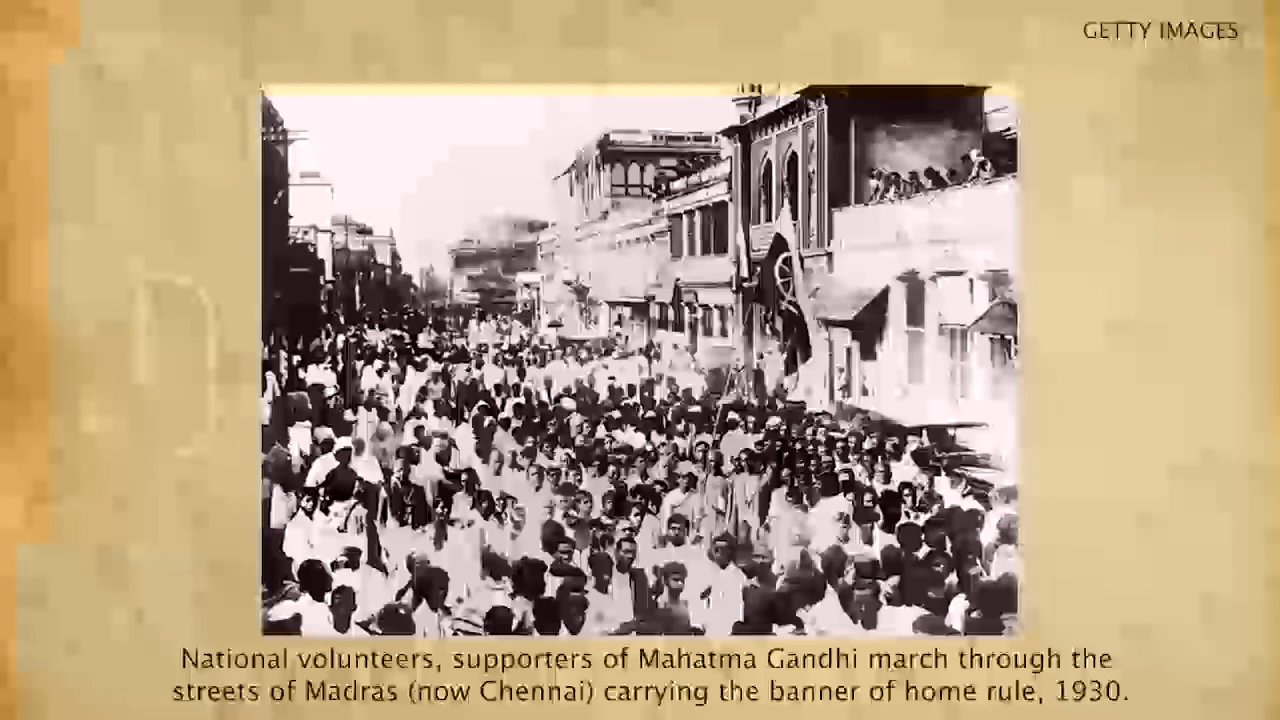 GETTY IMAGES
National volunteers, supporters of Mahatma Gandhi march through the
streets of Madras (now Chennai) carrying the banner of home rule, 1930.